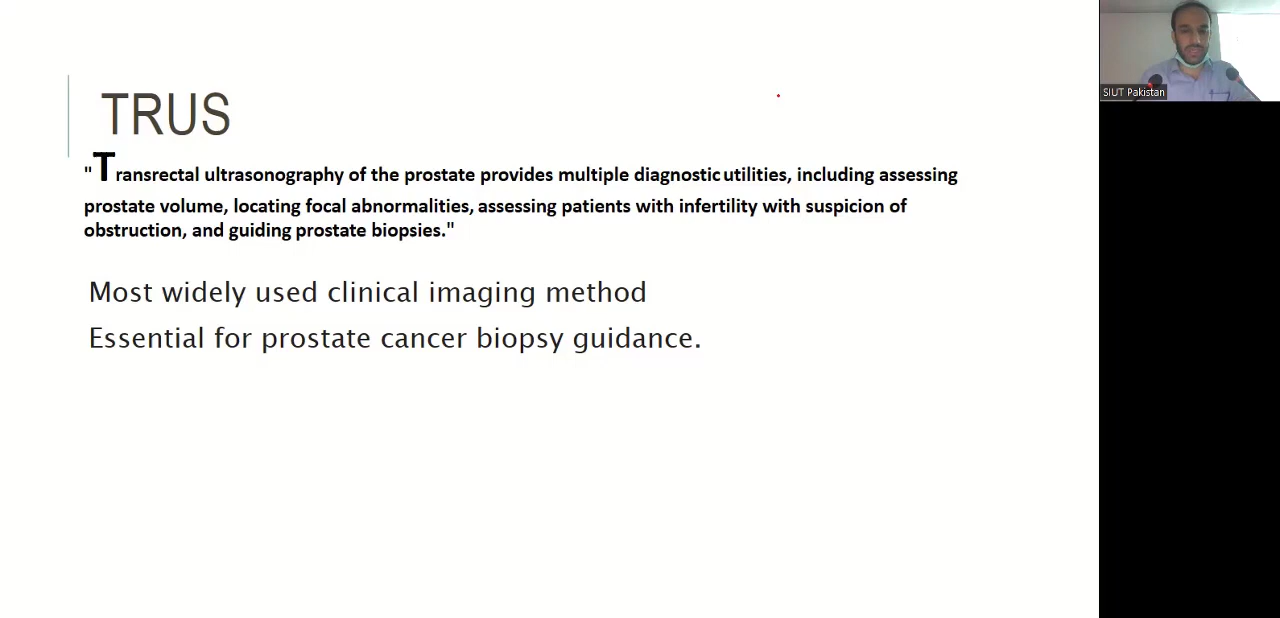 TRUS
"Transrectal ultrasonography of the prostate provides multiple diagnostic utilities, including assessing
prostate volume, locating focal abnormalities, assessing patients with infertility with suspicion of
obstruction, and guiding prostate biopsies."
Most widely used clinical imaging method
Essential for prostate cancer biopsy guidance.
SIUT Pakistan